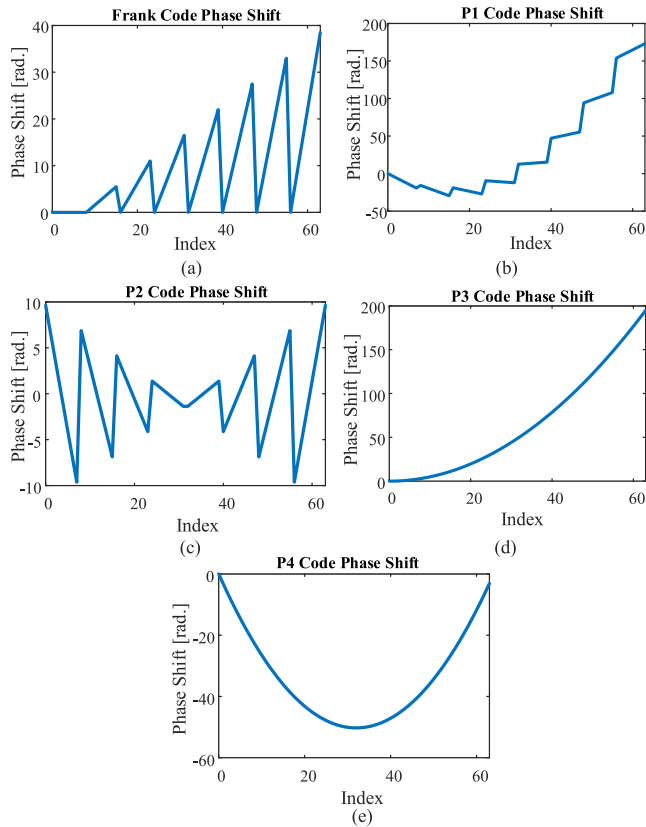 Frank Code Phase Shift
40
30
20
10
0
0 20 40 60
Phase Shift [rad.]
Index
(a)
P1 Code Phase Shift
200
150
100
50
0
-50
0 20 40 60
Phase Shift [rad.]
Index
(b)
P2 Code Phase Shift
10
5
0
-5
-10
0 20 40 60
Phase Shift [rad.]
Index
(c)
P3 Code Phase Shift
200
150
100
50
0
0 20 40 60
Phase Shift [rad.]
Index
(d)
P4 Code Phase Shift
0
-20
-40
-60
0 20 40 60
Phase Shift [rad.]
Index
(e)